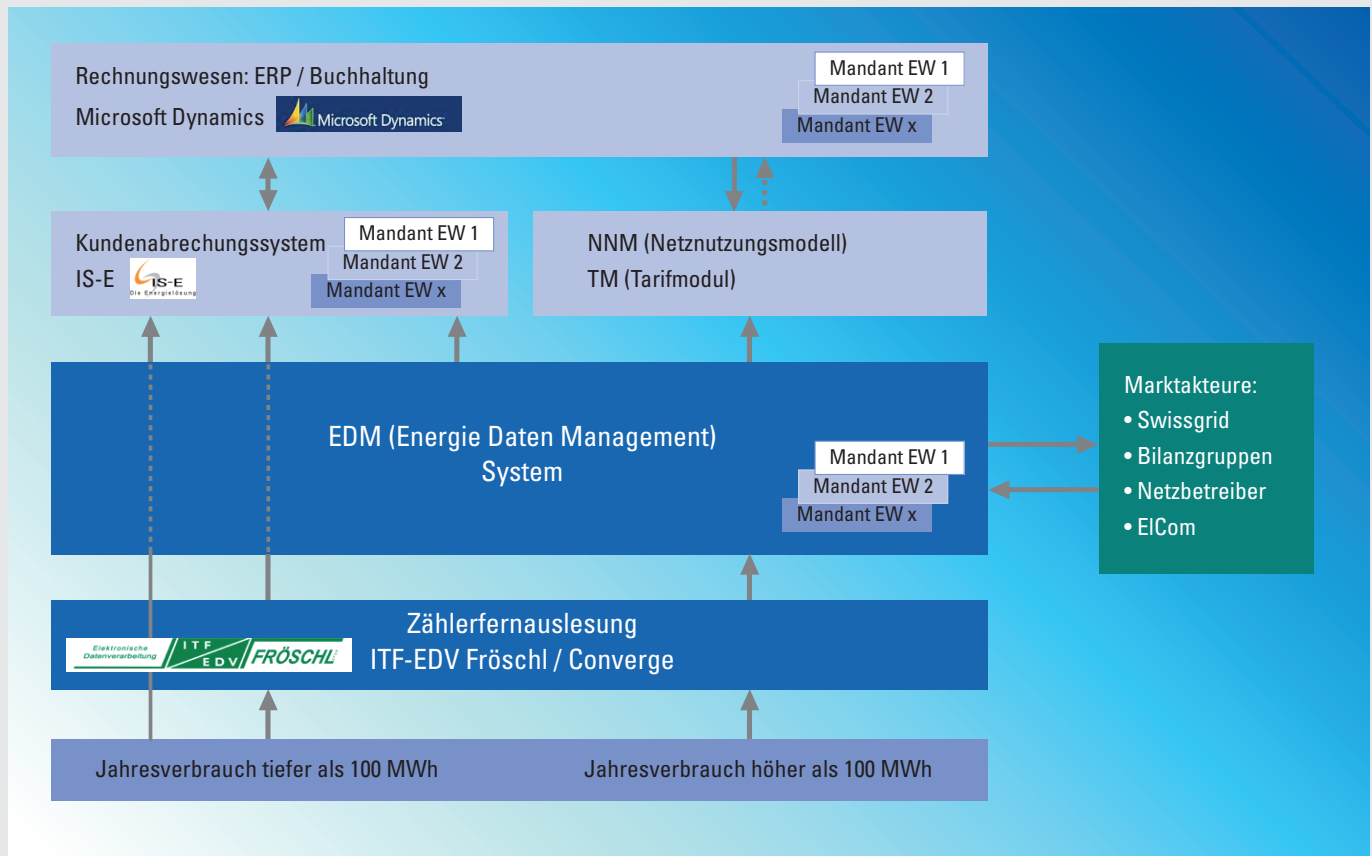 Rechnungswesen: ERP / Buchhaltung
Microsoft Dynamics
Microsoft Dynamics
Mandant EW 1
Mandant EW 2
Mandant EW x
Kundenabrechungssystem
IS-E
IS-E
Die Energielösung
Mandant EW 1
Mandant EW 2
Mandant EW x
NNM (Netznutzungsmodell)
TM (Tarifmodul)
EDM (Energie Daten Management)
System
Mandant EW 1
Mandant EW 2
Mandant EW x
Marktakteure:
• Swissgrid
• Bilanzgruppen
• Netzbetreiber
• ElCom
Zählerfernauslesung
ITF-EDV Fröschl / Converge
Elektronische
Datenverarbeitung
ITF
EDV
FRÖSCHL
Jahresverbrauch tiefer als 100 MWh
Jahresverbrauch höher als 100 MWh